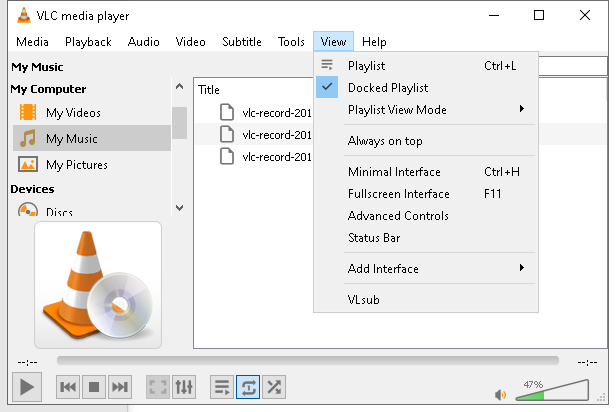 VLC media player
Media Playback Audio Video Subtitle Tools View Help
My Music
My Computer
My Videos
My Music
My Pictures
Devices
Discs
Title
vlc-record-201
vlc-record-201
vlc-record-201
Playlist Ctrl+L
Docked Playlist
Playlist View Mode
Always on top
Minimal Interface Ctrl+H
Fullscreen Interface F11
Advanced Controls
Status Bar
Add Interface
VLsub
--:-- --:--
47%